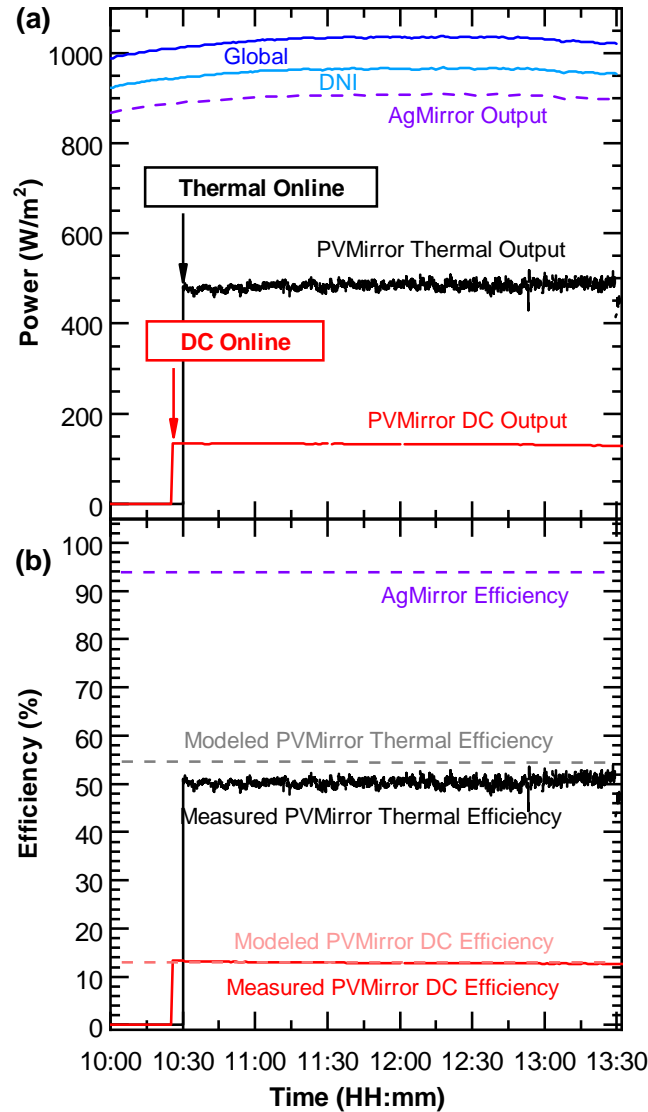 (a)
1000
Global
DNI
AgMirror Output
800
Thermal Online
600
PVMirror Thermal Output
400
DC Online
200
PVMirror DC Output
0
Power (W/m²)
(b)
100
90
AgMirror Efficiency
80
70
60
Modeled PVMirror Thermal Efficiency
50
Measured PVMirror Thermal Efficiency
40
30
20
Modeled PVMirror DC Efficiency
10
Measured PVMirror DC Efficiency
0
Efficiency (%)
10:00 10:30 11:00 11:30 12:00 12:30 13:00 13:30
Time (HH:mm)